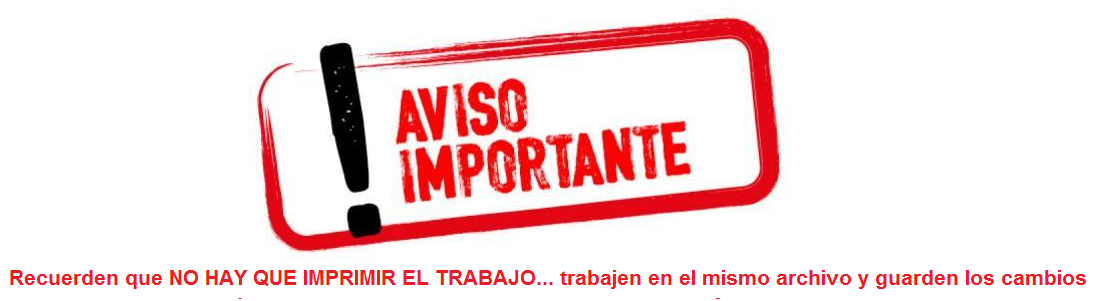 AVISO
IMPORTANTE
Recuerden que NO HAY QUE IMPRIMIR EL TRABAJO... trabajen en el mismo archivo y guarden los cambios